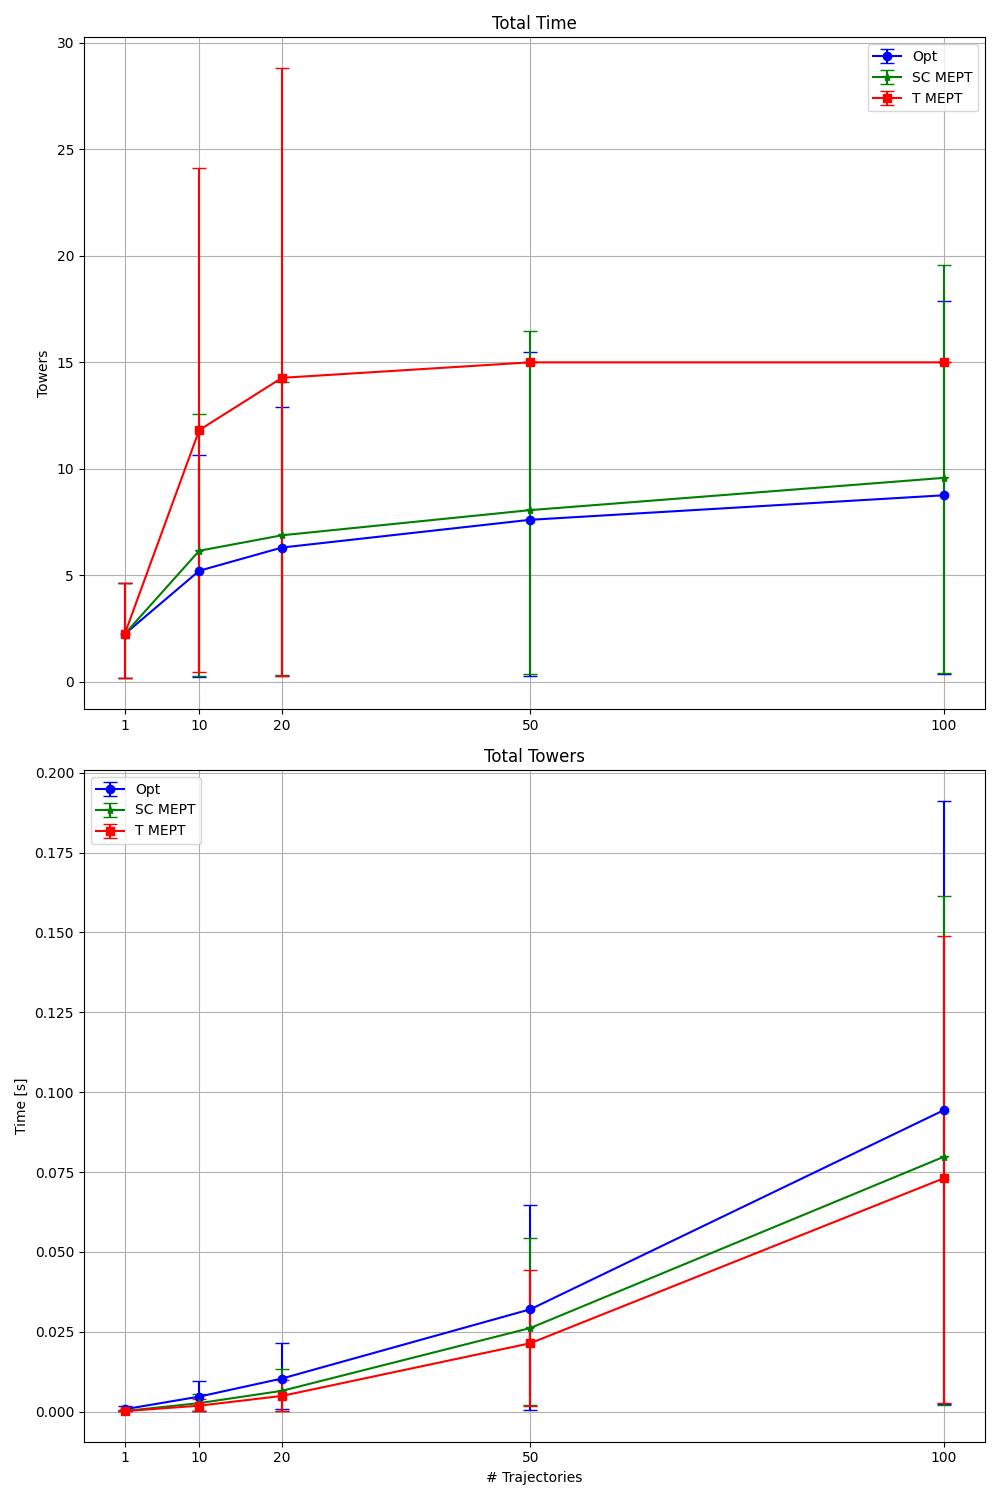 Total Time
30
25
20
15
10
5
0
Towers
Opt
SC MEPT
T MEPT
1 10 20 50 100
Total Towers
0.200
0.175
0.150
0.125
0.100
0.075
0.050
0.025
0.000
Time [s]
Opt
SC MEPT
T MEPT
1 10 20 50 100
# Trajectories